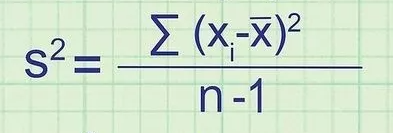 s² = ∑ (xᵢ-x̅)²
n-1